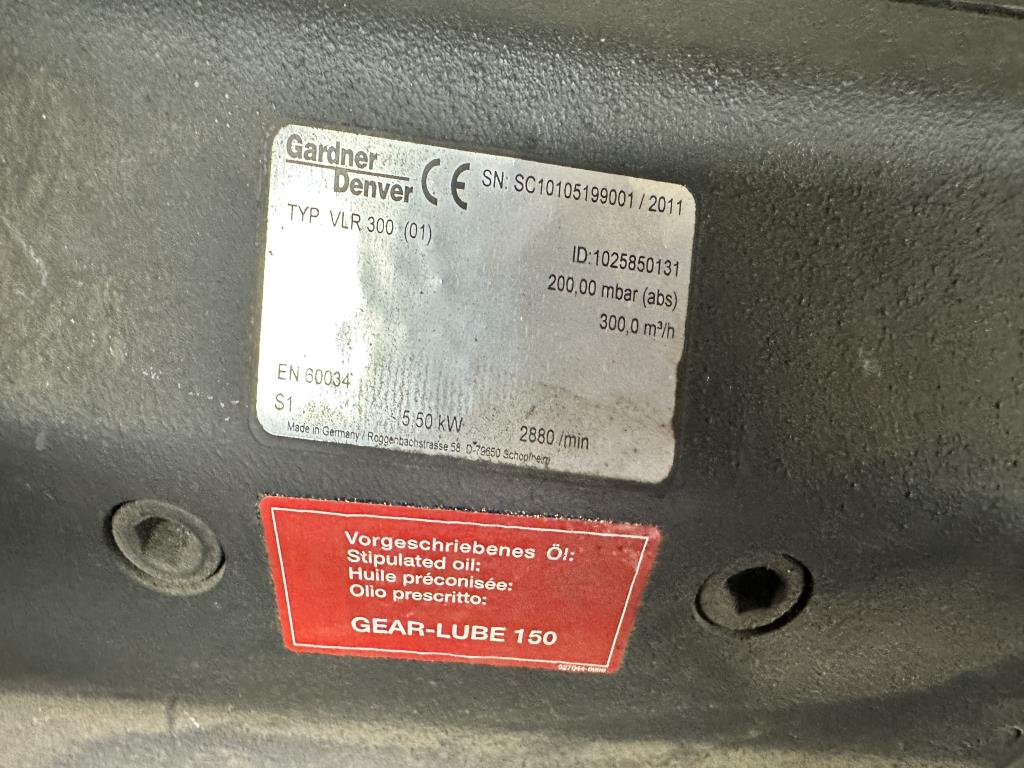 Gardner
Denver CE SN: SC10105199001 / 2011
TYP VLR 300 (01)
ID:1025850131
200,00 mbar (abs)
300,0 m³/h
EN 60034
S1 5,50 kW 2880 /min
Made in Germany / Roggenbachstrasse 58 D-79650 Schopfheim
Vorgeschriebenes Öl:
Stipulated oil:
Huile préconisée:
Olio prescritto:
GEAR-LUBE 150